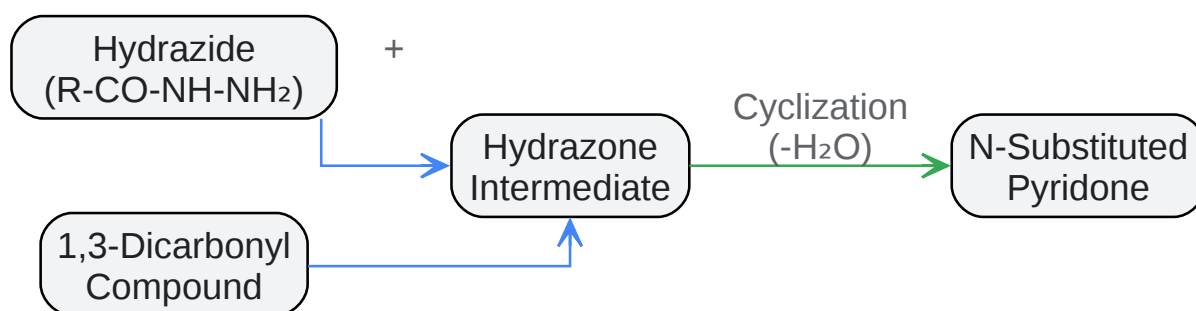 Hydrazide
(R-CO-NH-NH₂)
+
1,3-Dicarbonyl
Compound
Hydrazone
Intermediate
Cyclization
(-H₂O)
N-Substituted
Pyridone